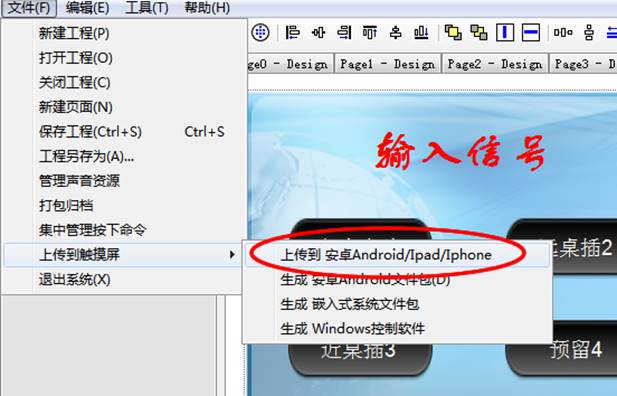 文件(F) 编辑(E) 工具(T) 帮助(H)
新建工程(P)
打开工程(O)
关闭工程(C)
新建页面(N)
保存工程(Ctrl+S) Ctrl+S
工程另存为(A)...
管理声音资源
打包归档
集中管理按下命令
上传到触摸屏
退出系统(X)
上传到 安卓Android/Ipad/Iphone
生成 安卓Android文件包(D)
生成 嵌入式系统文件包
生成 Windows控制软件
ge0 - Design Page1 - Design Page2 - Design Page3 - D
输入信号
桌插2
近桌插3 预留4